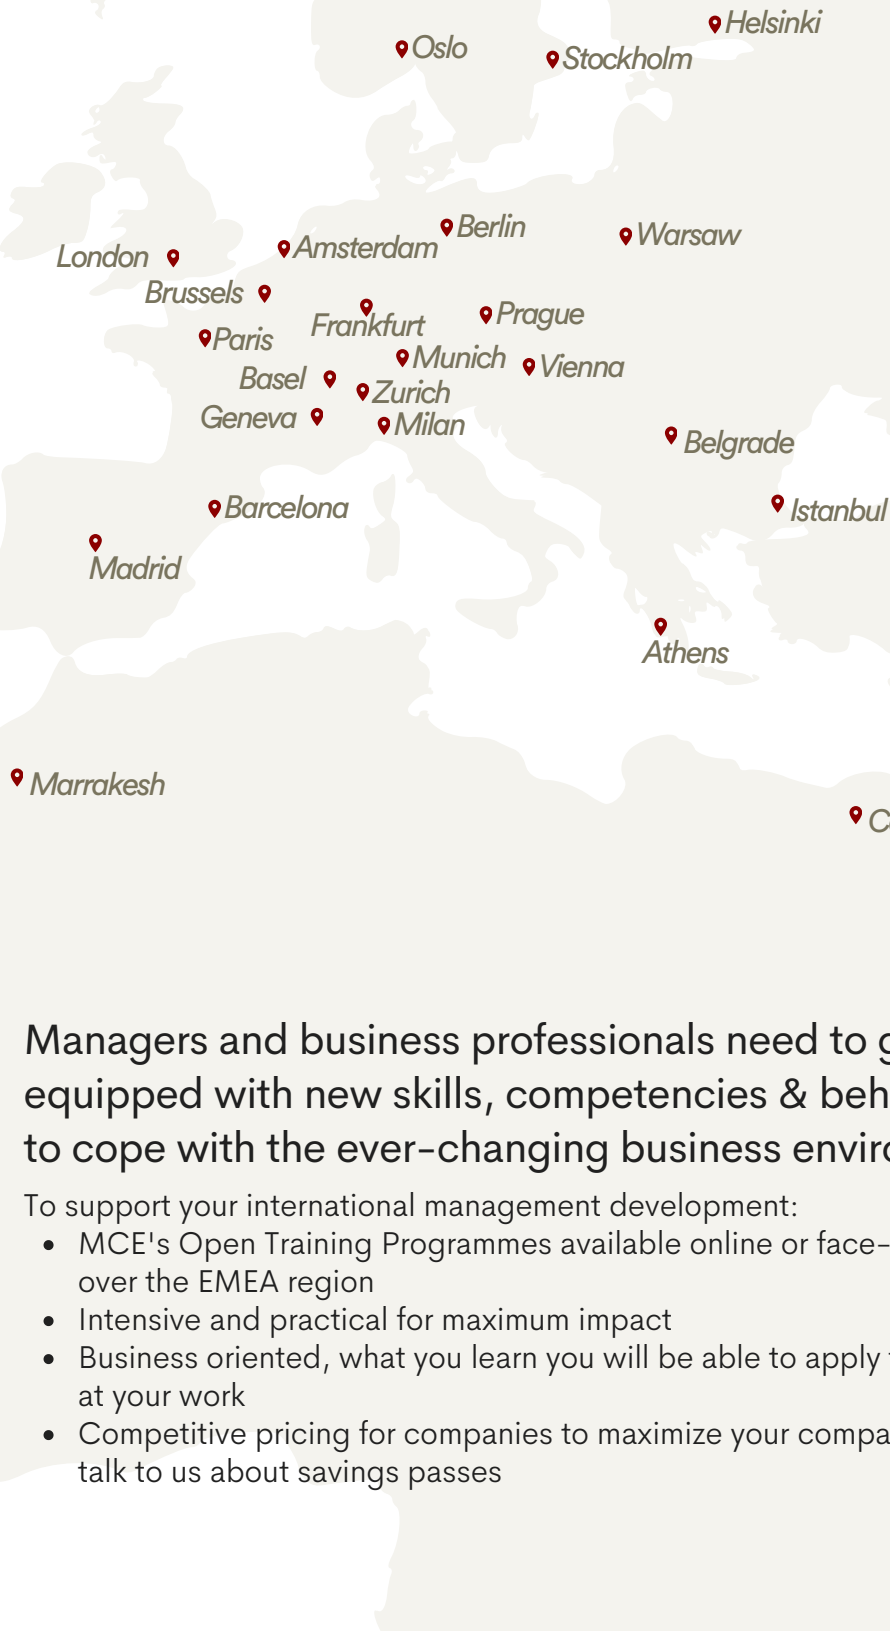 Helsinki
Oslo
Stockholm
Berlin
Warsaw
Amsterdam
London
Brussels
Prague
Frankfurt
Paris
Munich
Vienna
Basel
Zurich
Geneva
Milan
Belgrade
Barcelona
Istanbul
Madrid
Athens
Marrakesh
Managers and business professionals need to
equipped with new skills, competencies &
to cope with the ever-changing business
To support your international management development:
• MCE's Open Training Programmes available online or face-
over the EMEA region
• Intensive and practical for maximum impact
• Business oriented, what you learn you will be able to apply
at your work
• Competitive pricing for companies to maximize your
talk to us about savings passes